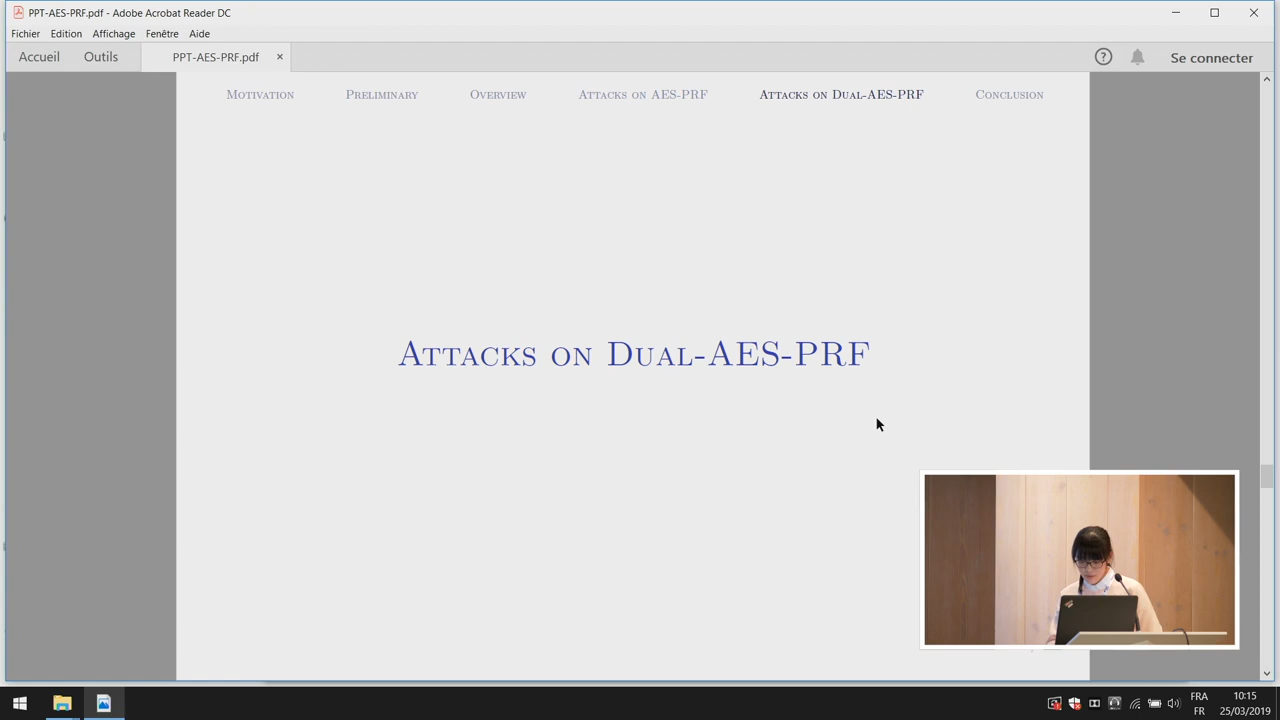 PPT-AES-PRF.pdf - Adobe Acrobat Reader DC
Fichier Edition Affichage Fenêtre Aide
Accueil Outils PPT-AES-PRF.pdf × ? Se connecter
Motivation Preliminary Overview Attacks on AES-PRF Attacks on Dual-AES-PRF Conclusion
Attacks on Dual-AES-PRF
FRA 10:15
FR 25/03/2019